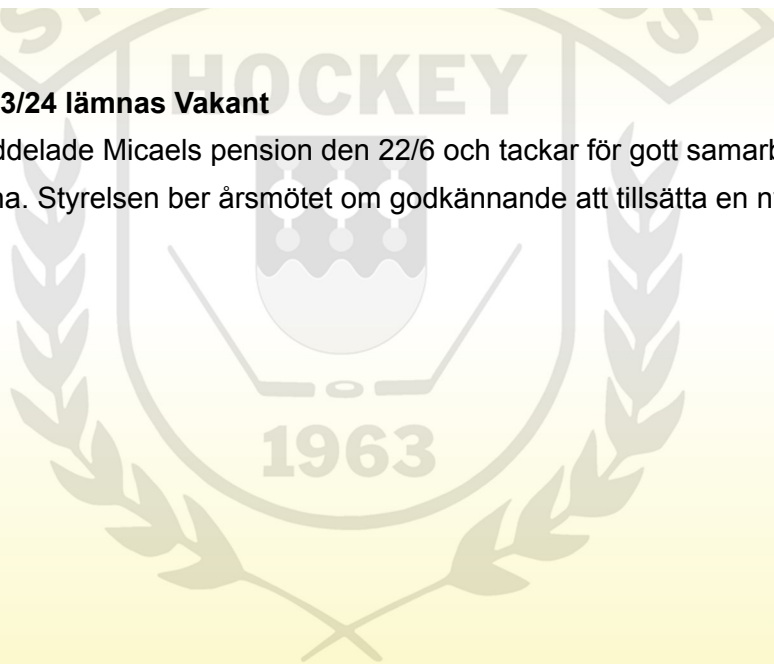 HOCKEY
3/24 lämnas Vakant
ddelade Micaels pension den 22/6 och tackar för gott samarb
na. Styrelsen ber årsmötet om godkännande att tillsätta en n
1963